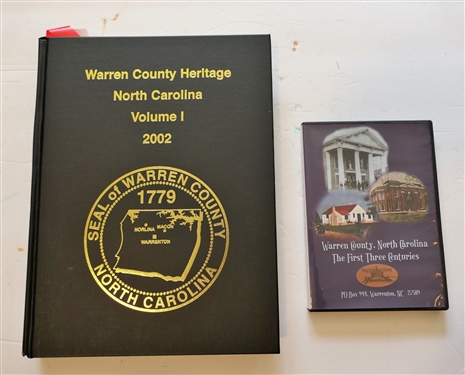 Warren County Heritage
North Carolina
Volume I
2002
SEAL of WARREN COUNTY
1779
NORLINA MACON
WARRENTON
NORTH CAROLINA
Warren County, North Carolina
The First Three Centuries
PO Box 944, Warrenton, NC 27589